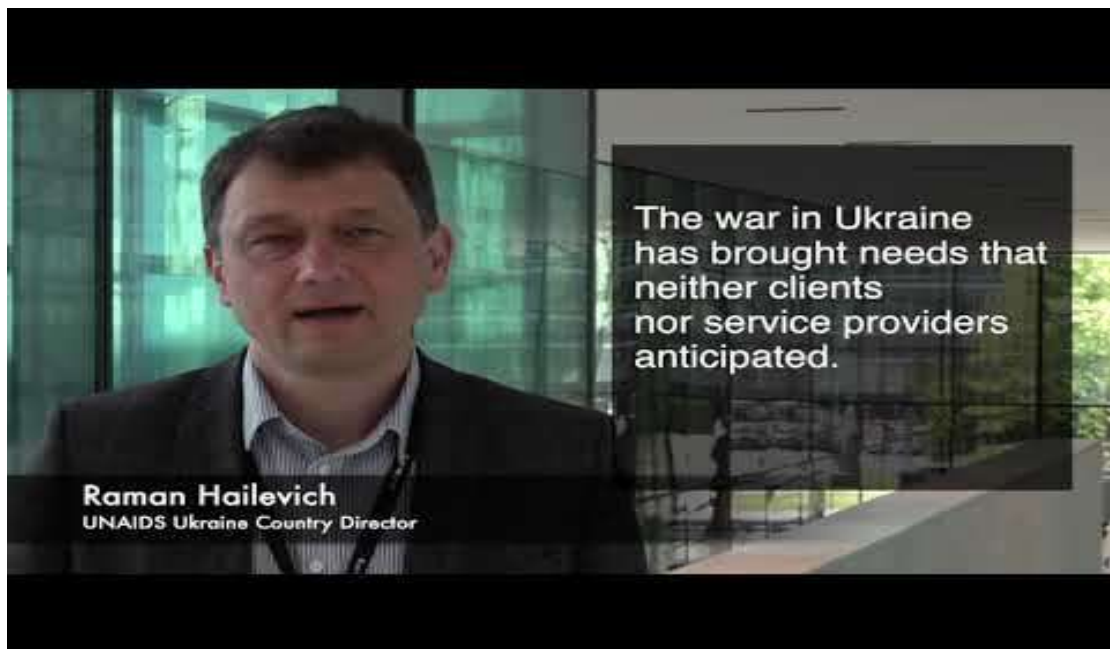 The war in Ukraine
has brought needs that
neither clients
nor service providers
anticipated.
Raman Hailevich
UNAIDS Ukraine Country Director